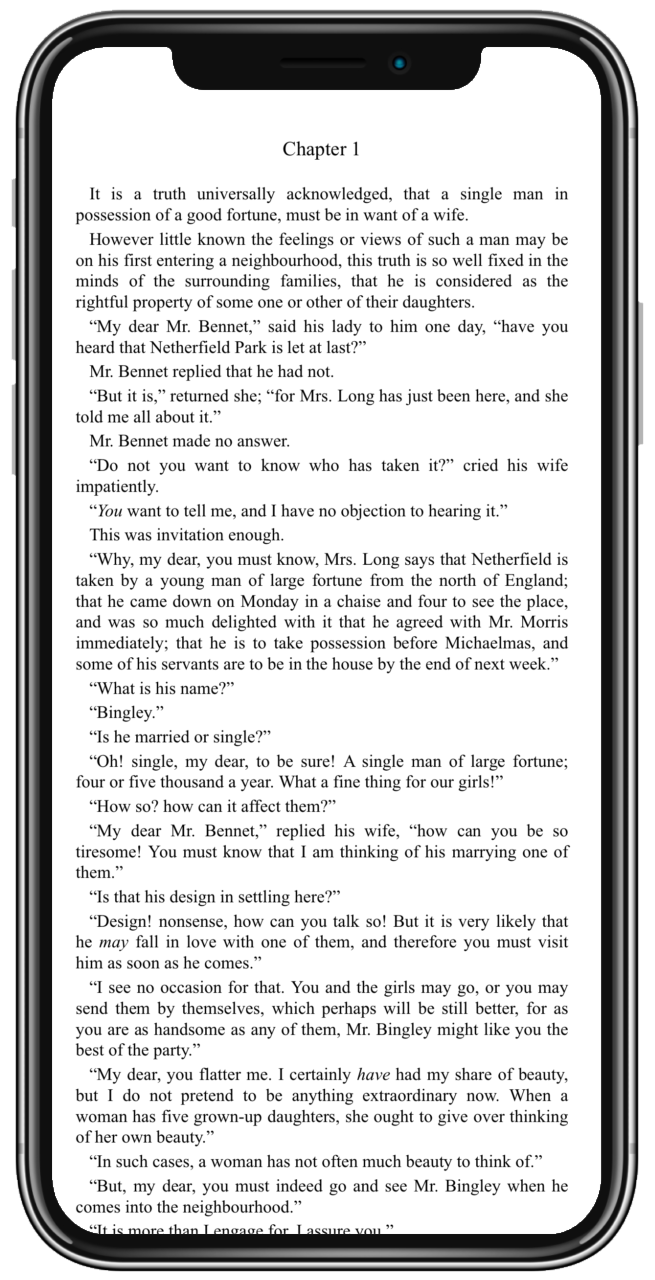 Chapter 1
It is a truth universally acknowledged, that a single man in
possession of a good fortune, must be in want of a wife.
However little known the feelings or views of such a man may be
on his first entering a neighbourhood, this truth is so well fixed in the
minds of the surrounding families, that he is considered as the
rightful property of some one or other of their daughters.
“My dear Mr. Bennet,” said his lady to him one day, “have you
heard that Netherfield Park is let at last?”
Mr. Bennet replied that he had not.
“But it is,” returned she; “for Mrs. Long has just been here, and she
told me all about it.”
Mr. Bennet made no answer.
“Do not you want to know who has taken it?” cried his wife
impatiently.
“You want to tell me, and I have no objection to hearing it.”
This was invitation enough.
“Why, my dear, you must know, Mrs. Long says that Netherfield is
taken by a young man of large fortune from the north of England;
that he came down on Monday in a chaise and four to see the place,
and was so much delighted with it that he agreed with Mr. Morris
immediately; that he is to take possession before Michaelmas, and
some of his servants are to be in the house by the end of next week.”
“What is his name?”
“Bingley.”
“Is he married or single?”
“Oh! single, my dear, to be sure! A single man of large fortune;
four or five thousand a year. What a fine thing for our girls!”
“How so? how can it affect them?”
“My dear Mr. Bennet,” replied his wife, “how can you be so
tiresome! You must know that I am thinking of his marrying one of
them.”
“Is that his design in settling here?”
“Design! nonsense, how can you talk so! But it is very likely that
he may fall in love with one of them, and therefore you must visit
him as soon as he comes.”
“I see no occasion for that. You and the girls may go, or you may
send them by themselves, which perhaps will be still better, for as
you are as handsome as any of them, Mr. Bingley might like you the
best of the party.”
“My dear, you flatter me. I certainly have had my share of beauty,
but I do not pretend to be anything extraordinary now. When a
woman has five grown-up daughters, she ought to give over thinking
of her own beauty.”
“In such cases, a woman has not often much beauty to think of.”
“But, my dear, you must indeed go and see Mr. Bingley when he
comes into the neighbourhood.”
“It is more than I engage for, I assure you.”